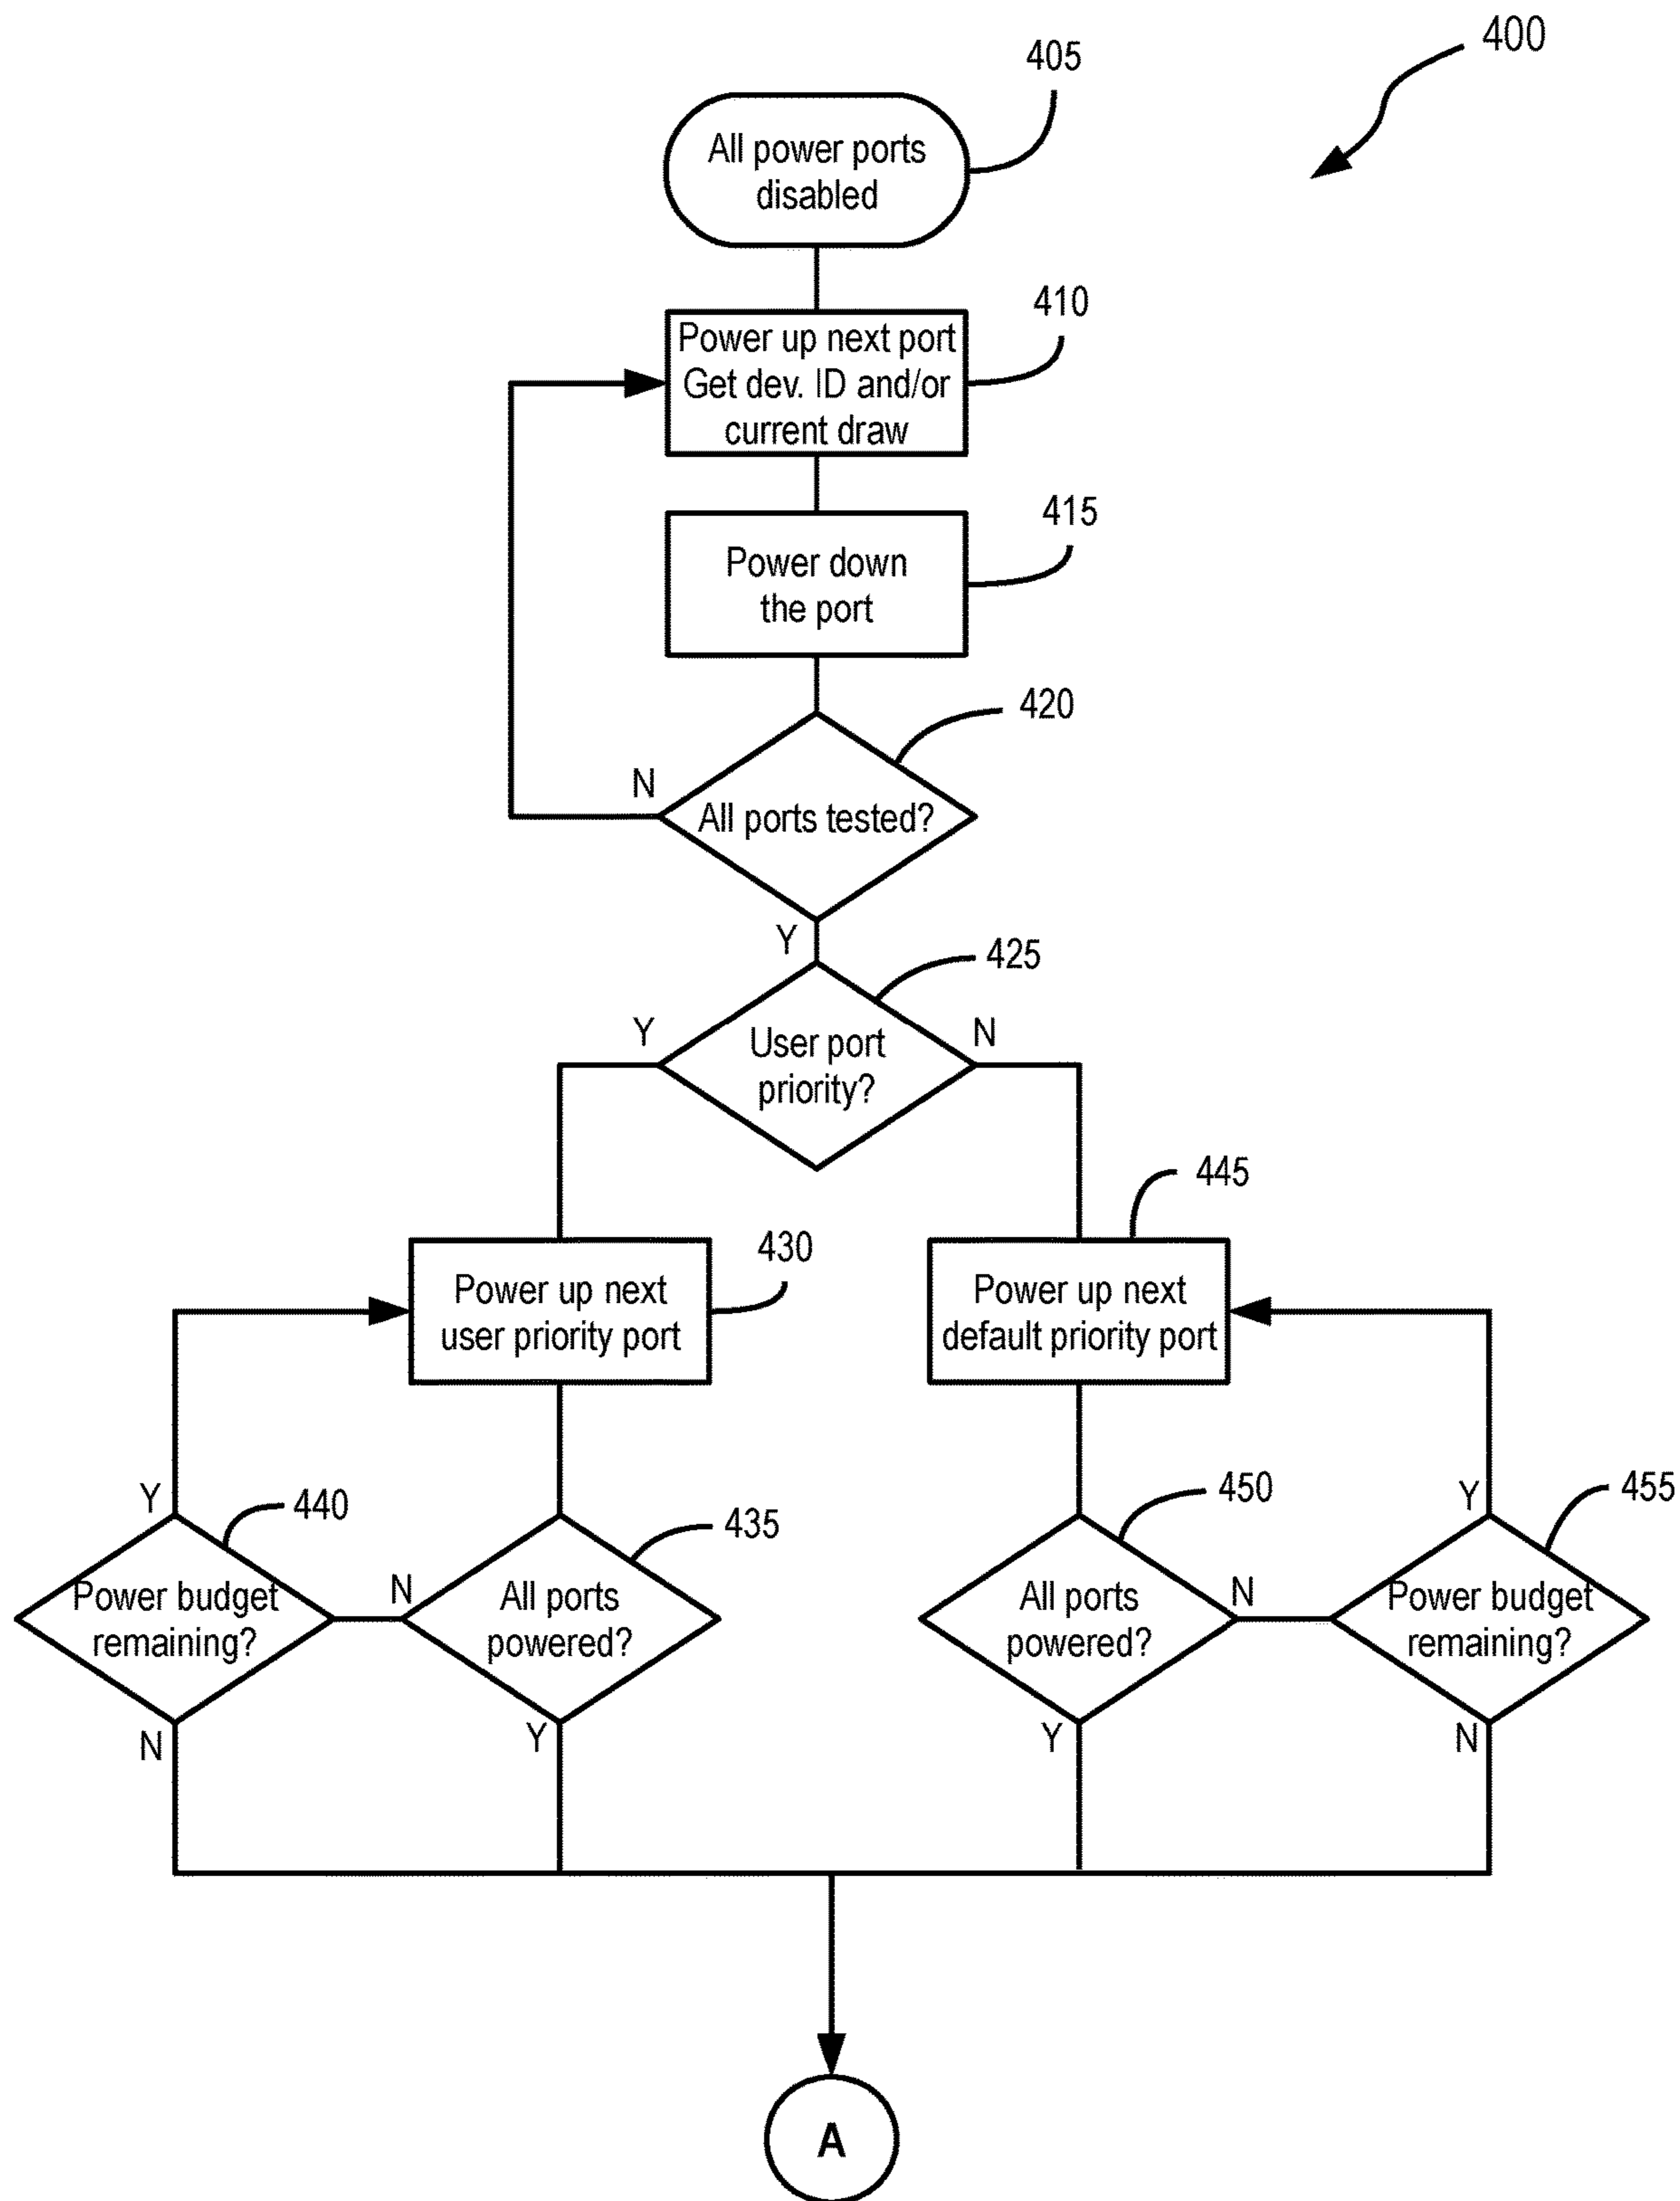 400
405
All power ports
disabled
410
Power up next port
Get dev. ID and/or
current draw
415
Power down
the port
420
N
All ports tested?
Y
425
Y
N
User port
priority?
445
430
Power up next
user priority port
Power up next
default priority port
Y
440
435
450
Y
455
Power budget
remaining?
N
All ports
powered?
All ports
powered?
N
Power budget
remaining?
N
Y
Y
N
A